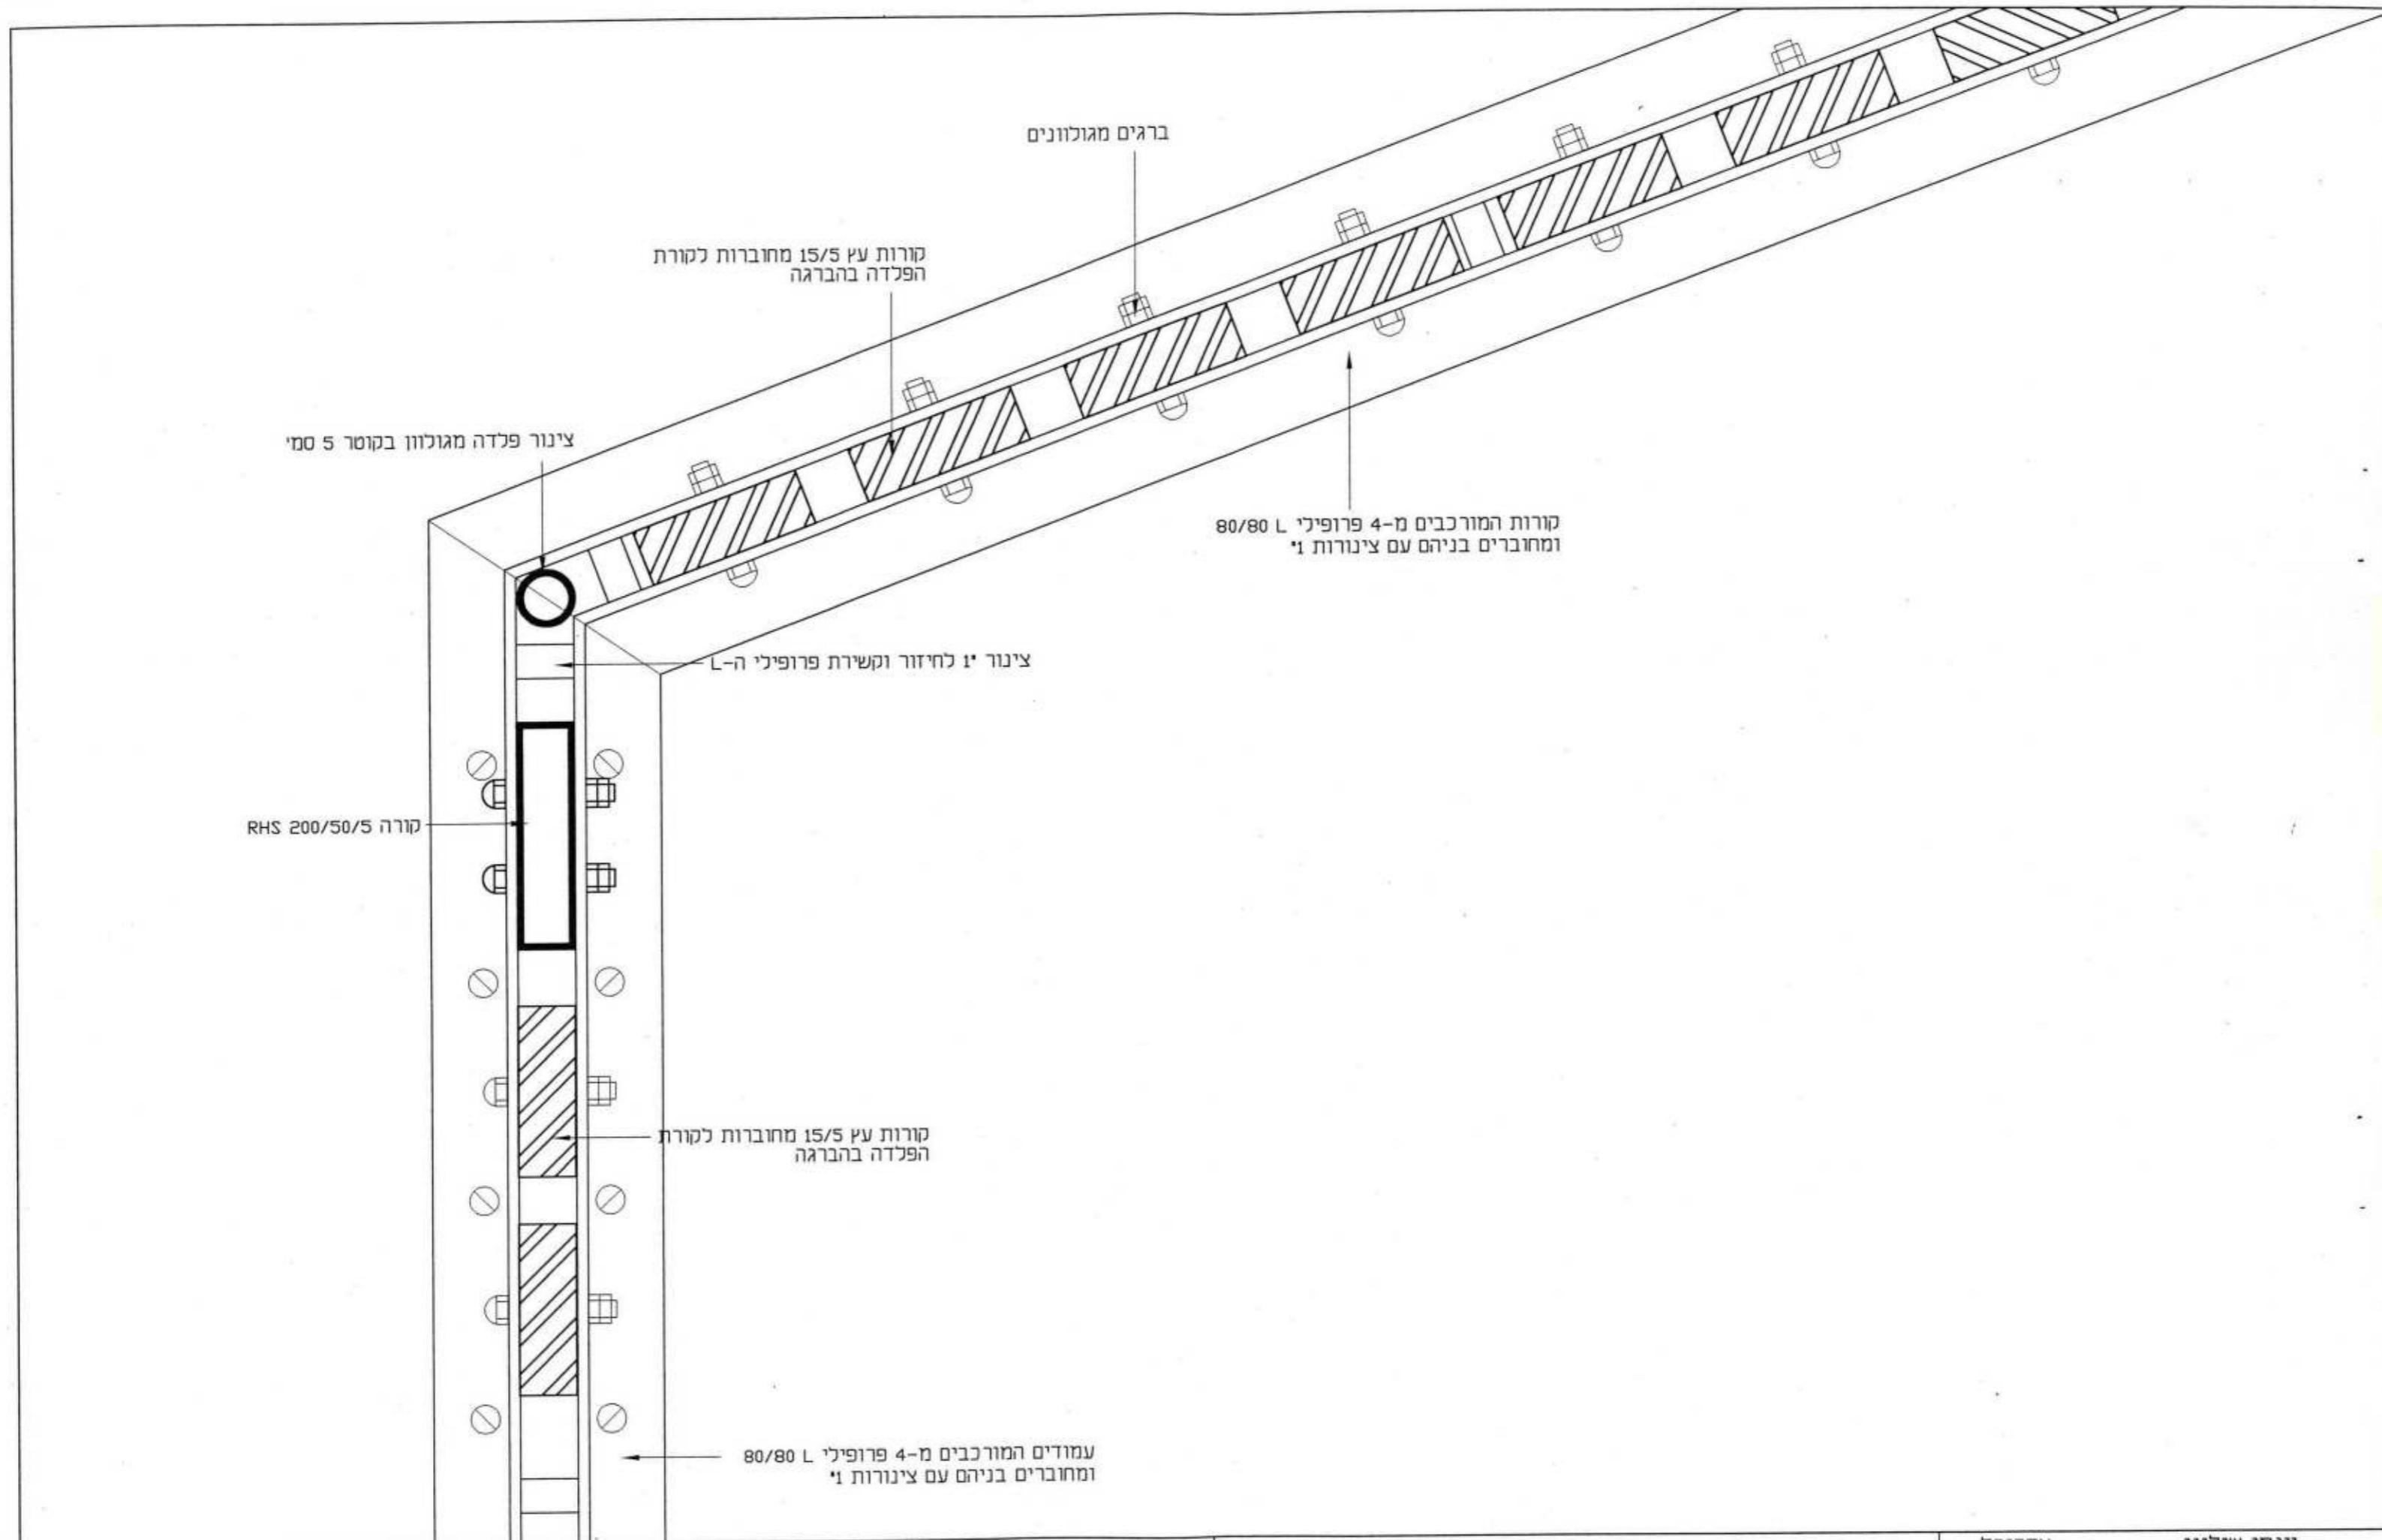 ברגים מגולוונים
קורות עץ 15/5 מחוברות לקורת
הפלדה בהברגה
צינור פלדה מגולוון בקוטר 5 סמ'
קורות המורכבים מ-4 פרופילי L 80/80
ומחוברים בניהם עם צינורות 1"
צינור 1" לחיזור וקשירת פרופילי ה-L
קורה RHS 200/50/5
קורות עץ 15/5 מחוברות לקורת
הפלדה בהברגה
עמודים המורכבים מ-4 פרופילי L 80/80
ומחוברים בניהם עם צינורות 1"